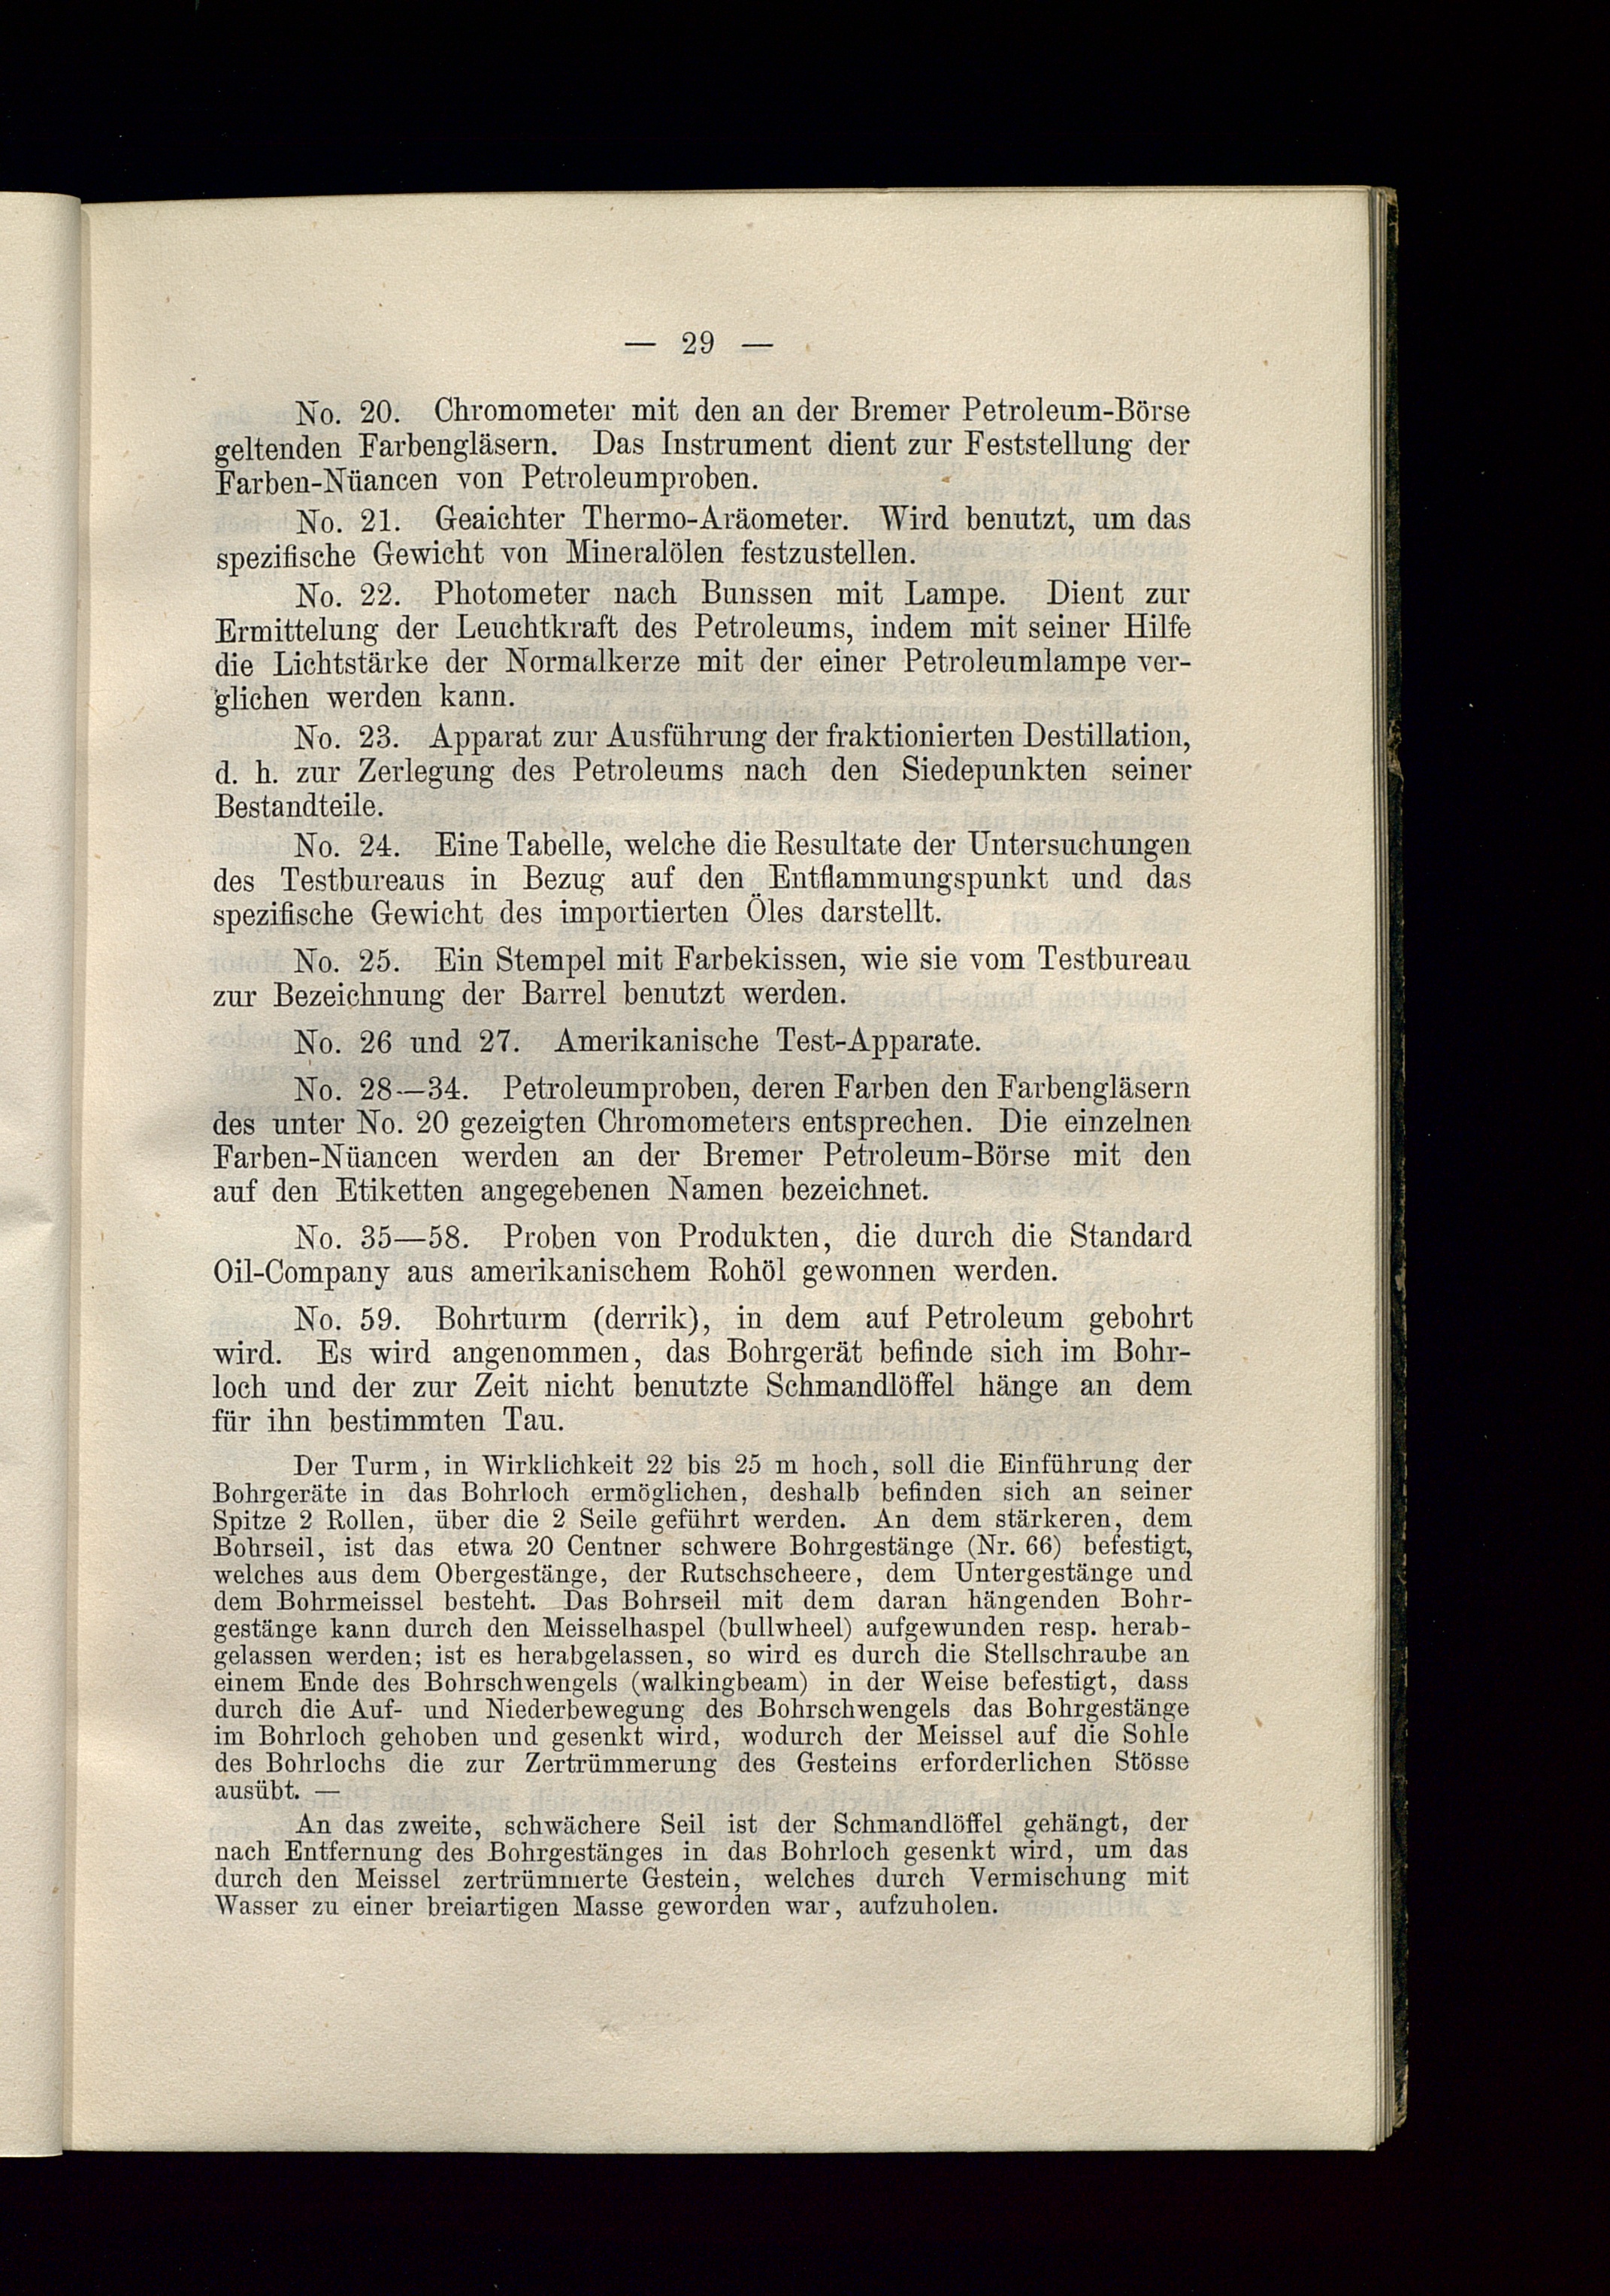 — 29 —
No. 20. Chromometer mit den an der Bremer Petroleum-Börse
geltenden Farbengläsern. Das Instrument dient zur Feststellung der
Farben-Nüancen von Petroleumproben.
No. 21. Geaichter Thermo-Aräometer. Wird benutzt, um das
spezifische Gewicht von Mineralölen festzustellen.
No. 22. Photometer nach Bunssen mit Lampe. Dient zur
Ermittelung der Leuchtkraft des Petroleums, indem mit seiner Hilfe
die Lichtstärke der Normalkerze mit der einer Petroleumlampe ver-
glichen werden kann.
No. 23. Apparat zur Ausführung der fraktionierten Destillation,
d. h. zur Zerlegung des Petroleums nach den Siedepunkten seiner
Bestandteile.
No. 24. Eine Tabelle, welche die Resultate der Untersuchungen
des Testbureaus in Bezug auf den Entflammungspunkt und das
spezifische Gewicht des importierten Öles darstellt.
No. 25. Ein Stempel mit Farbekissen, wie sie vom Testbureau
zur Bezeichnung der Barrel benutzt werden.
No. 26 und 27. Amerikanische Test-Apparate.
No. 28—34. Petroleumproben, deren Farben den Farbengläsern
des unter No. 20 gezeigten Chromometers entsprechen. Die einzelnen
Farben-Nüancen werden an der Bremer Petroleum-Börse mit den
auf den Etiketten angegebenen Namen bezeichnet.
No. 35—58. Proben von Produkten, die durch die Standard
Oil-Company aus amerikanischem Rohöl gewonnen werden.
No. 59. Bohrturm (derrik), in dem auf Petroleum gebohrt
wird. Es wird angenommen, das Bohrgerät befinde sich im Bohr-
loch und der zur Zeit nicht benutzte Schmandlöffel hänge an dem
für ihn bestimmten Tau.
Der Turm, in Wirklichkeit 22 bis 25 m hoch, soll die Einführung der
Bohrgeräte in das Bohrloch ermöglichen, deshalb befinden sich an seiner
Spitze 2 Rollen, über die 2 Seile geführt werden. An dem stärkeren, dem
Bohrseil, ist das etwa 20 Centner schwere Bohrgestänge (Nr. 66) befestigt,
welches aus dem Obergestänge, der Rutschscheere, dem Untergestänge und
dem Bohrmeissel besteht. Das Bohrseil mit dem daran hängenden Bohr-
gestänge kann durch den Meisselhaspel (bullwheel) aufgewunden resp. herab-
gelassen werden; ist es herabgelassen, so wird es durch die Stellschraube an
einem Ende des Bohrschwengels (walkingbeam) in der Weise befestigt, dass
durch die Auf- und Niederbewegung des Bohrschwengels das Bohrgestänge
im Bohrloch gehoben und gesenkt wird, wodurch der Meissel auf die Sohle
des Bohrlochs die zur Zertrümmerung des Gesteins erforderlichen Stösse
ausübt. —
An das zweite, schwächere Seil ist der Schmandlöffel gehängt, der
nach Entfernung des Bohrgestänges in das Bohrloch gesenkt wird, um das
durch den Meissel zertrümmerte Gestein, welches durch Vermischung mit
Wasser zu einer breiartigen Masse geworden war, aufzuholen.